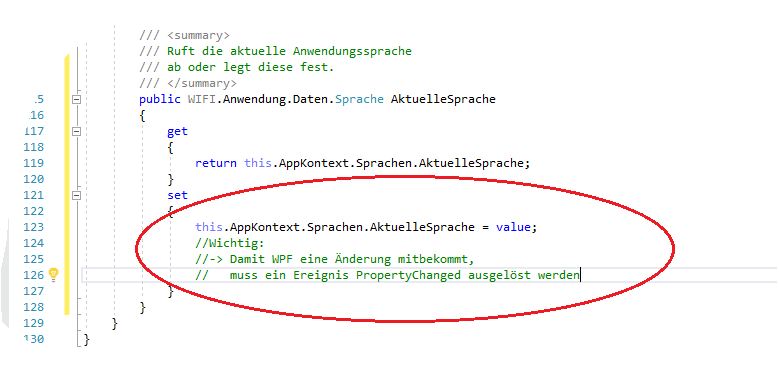 /// <summary>
/// Ruft die aktuelle Anwendungssprache
/// ab oder legt diese fest.
/// </summary>
.5 public WIFI.Anwendung.Daten.Sprache AktuelleSprache
16 {
117 get
118 {
119 return this.AppKontext.Sprachen.AktuelleSprache;
120 }
121 set
122 {
123 this.AppKontext.Sprachen.AktuelleSprache = value;
124 //Wichtig:
125 //-> Damit WPF eine Änderung mitbekommt,
126 // muss ein Ereignis PropertyChanged ausgelöst werden
127 }
128 }
129 }
130 }